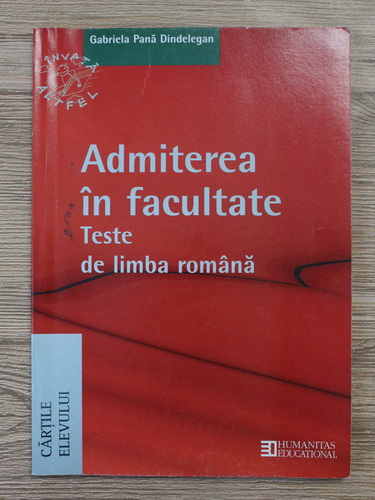 Gabriela Pană Dindelegan
ÎNVAȚĂ
ALTFEL
Admiterea
în facultate
Teste
de limba română
CĂRȚILE
ELEVULUI
HUMANITAS
EDUCATIONAL